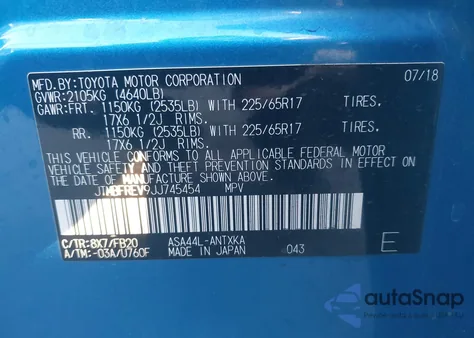 MFD.BY:TOYOTA MOTOR CORPORATION 07/18
GVWR:2105KG (4640LB)
GAWR:FRT. 1150KG (2535LB) WITH 225/65R17 TIRES.
17X6 1/2J RIMS.
RR. 1150KG (2535LB) WITH 225/65R17 TIRES.
17X6 1/2J RIMS.
THIS VEHICLE CONFORMS TO ALL APPLICABLE FEDERAL MOTOR
VEHICLE SAFETY AND THEFT PREVENTION STANDARDS IN EFFECT
ON THE DATE OF MANUFACTURE SHOWN ABOVE.
JTMBFREV9JJ745454 MPV
C/TR:8X7/FB20 ASA44L-ANTXKA
A/TM:-03A/U760F MADE IN JAPAN 043 E
autoSnap